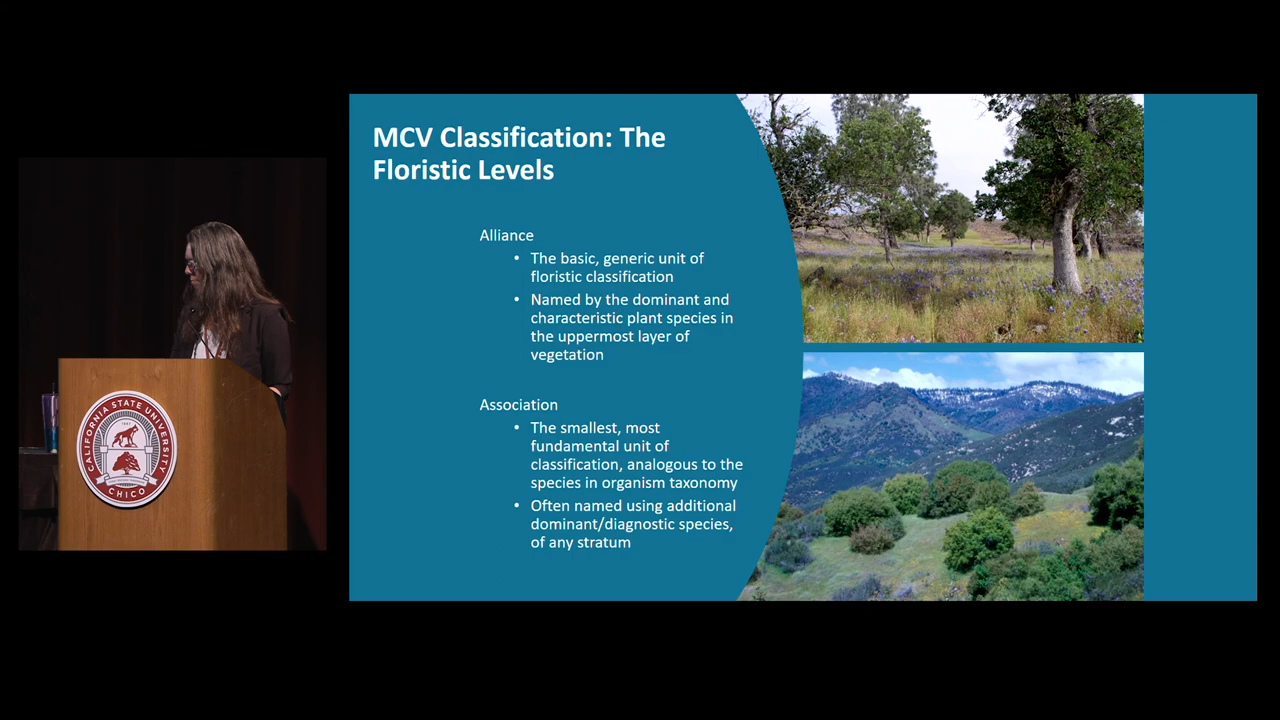 MCV Classification: The
Floristic Levels
Alliance
• The basic, generic unit of
floristic classification
• Named by the dominant and
characteristic plant species in
the uppermost layer of
vegetation
Association
• The smallest, most
fundamental unit of
classification, analogous to the
species in organism taxonomy
• Often named using additional
dominant/diagnostic species,
of any stratum
CALIFORNIA STATE UNIVERSITY
CHICO